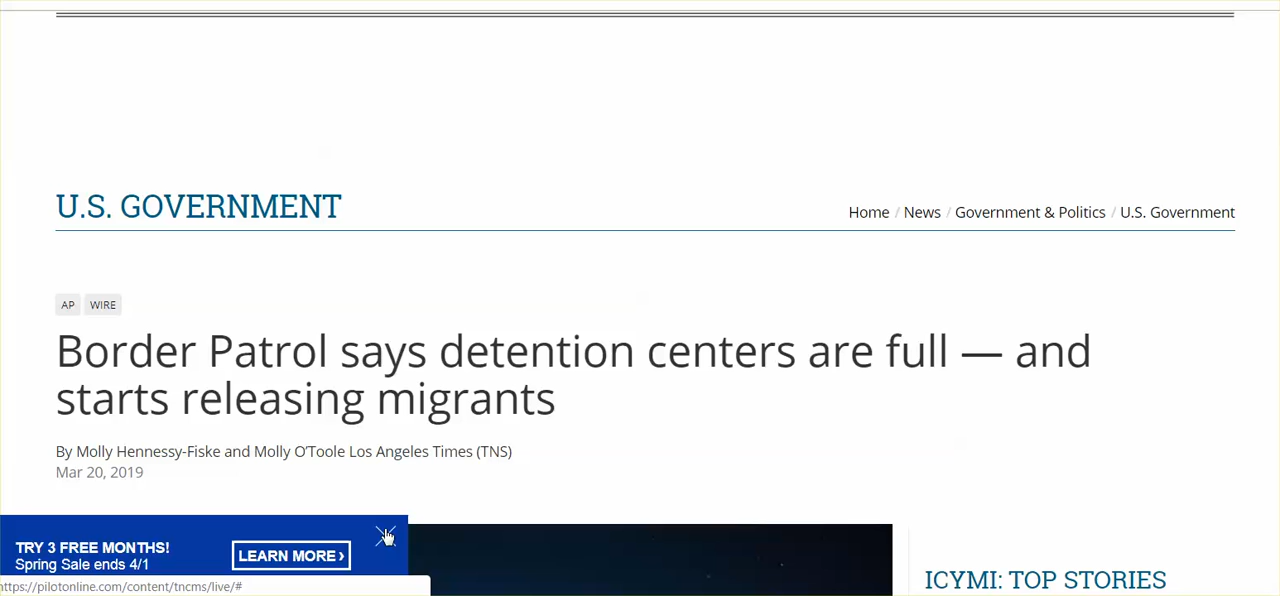 U.S. GOVERNMENT
Home / News / Government & Politics / U.S. Government
AP WIRE
Border Patrol says detention centers are full — and
starts releasing migrants
By Molly Hennessy-Fiske and Molly O'Toole Los Angeles Times (TNS)
Mar 20, 2019
TRY 3 FREE MONTHS!
Spring Sale ends 4/1
LEARN MORE ›
https://pilotonline.com/content/tncms/live/#
ICYMI: TOP STORIES